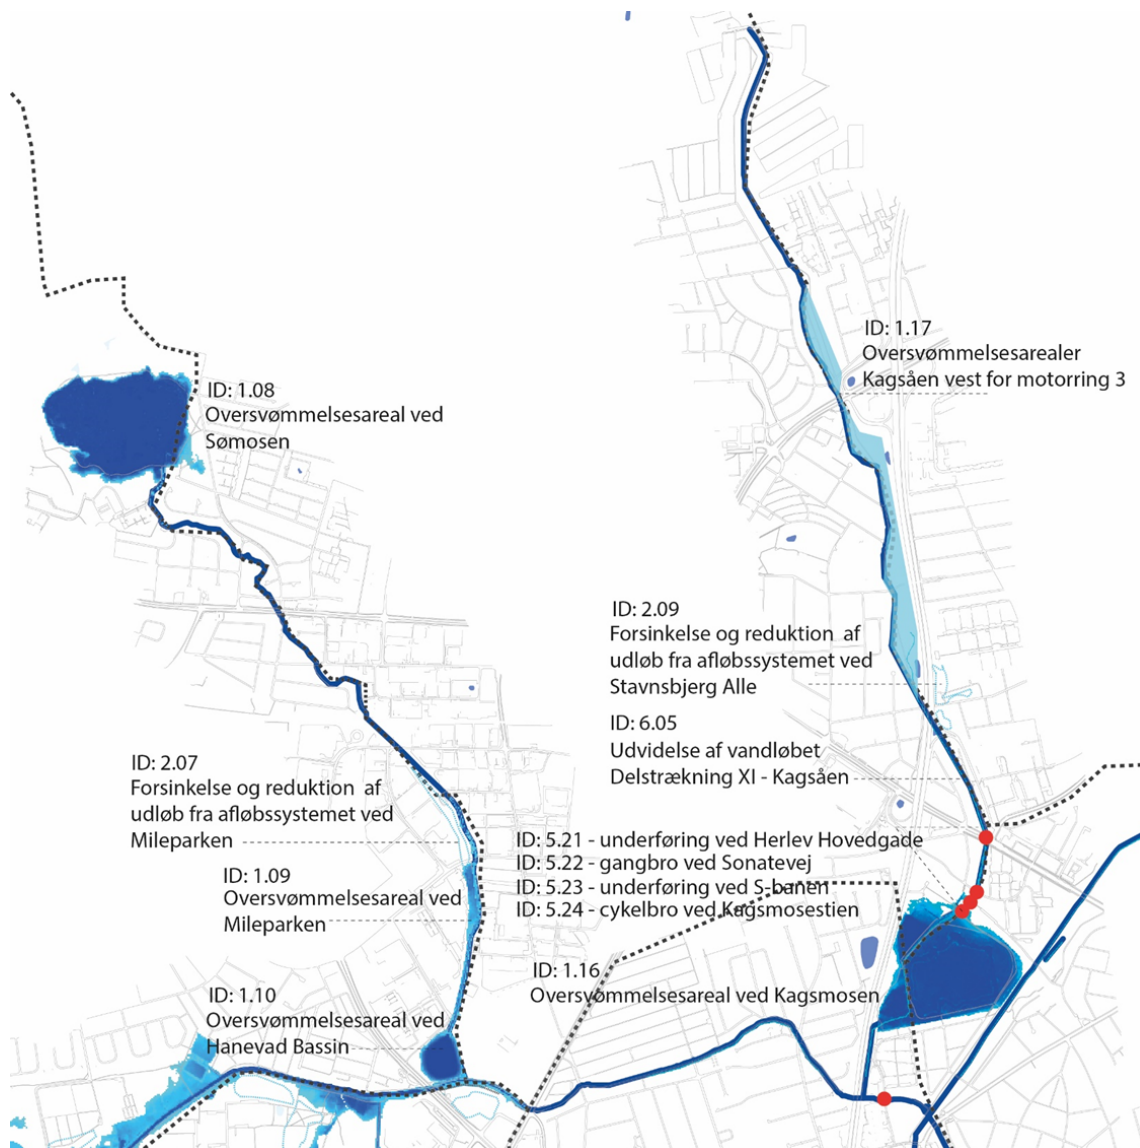 ID: 1.17
Oversvømmelsesarealer
Kagsåen vest for motorring 3
ID: 1.08
Oversvømmelsesareal ved
Sømosen
ID: 2.09
Forsinkelse og reduktion af
udløb fra afløbssystemet ved
Stavnsbjerg Alle
ID: 6.05
Udvidelse af vandløbet
Delstrækning XI - Kagsåen
ID: 2.07
Forsinkelse og reduktion af
udløb fra afløbssystemet ved
Mileparken
ID: 5.21 - underføring ved Herlev Hovedgade
ID: 5.22 - gangbro ved Sonatevej
ID: 5.23 - underføring ved S-banen
ID: 5.24 - cykelbro ved Kagsmosestien
ID: 1.09
Oversvømmelsesareal ved
Mileparken
ID: 1.16
Oversvømmelsesareal ved Kagsmosen
ID: 1.10
Oversvømmelsesareal ved
Hanevad Bassin